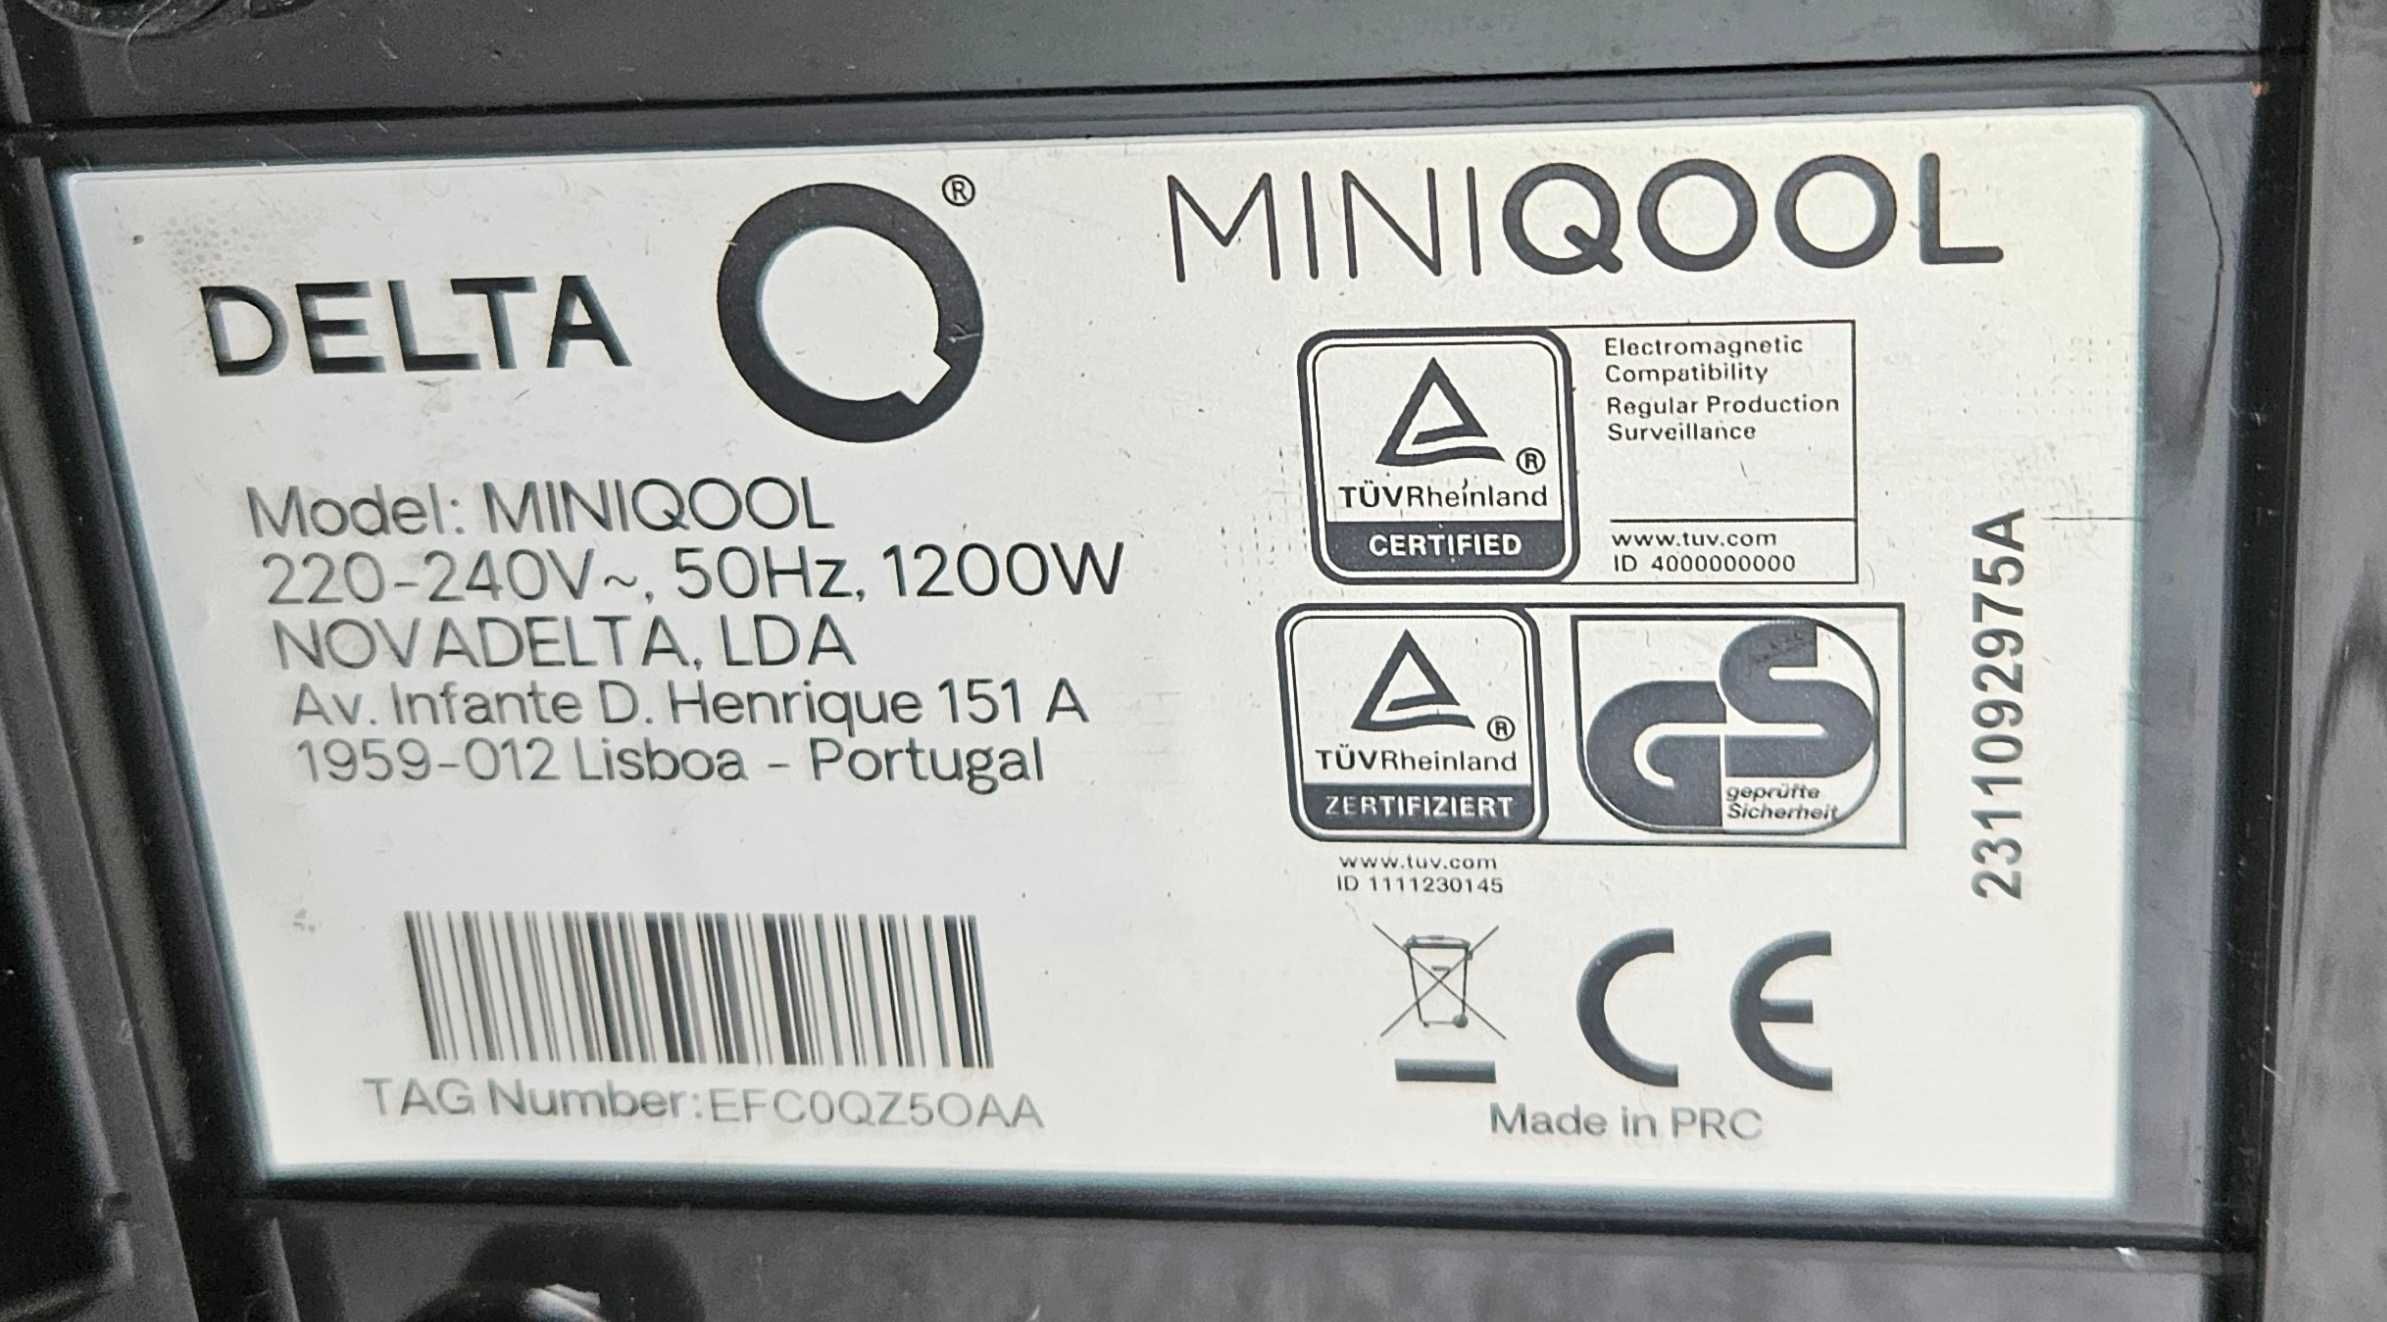 DELTA Q®
MINIQOOL
Model: MINIQOOL
220-240V~, 50Hz, 1200W
NOVADELTA, LDA
Av. Infante D. Henrique 151 A
1959-012 Lisboa - Portugal
TAG Number:EFC0QZ5OAA
®
TÜVRheinland
CERTIFIED
Electromagnetic
Compatibility
Regular Production
Surveillance
www.tuv.com
ID 4000000000
®
TÜVRheinland
ZERTIFIZIERT
GS
geprüfte
Sicherheit
www.tuv.com
ID 1111230145
CE
Made in PRC
2311092975A